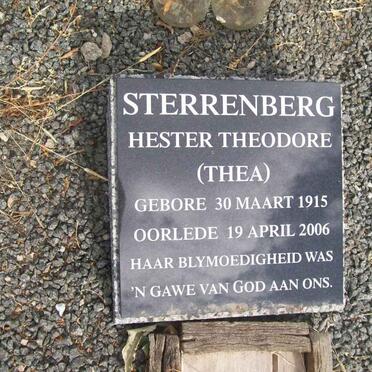 STERRENBERG
HESTER THEODORE
(THEA)
GEBORE 30 MAART 1915
OORLEDE 19 APRIL 2006
HAAR BLYMOEDIGHEID WAS
'N GAWE VAN GOD AAN ONS.